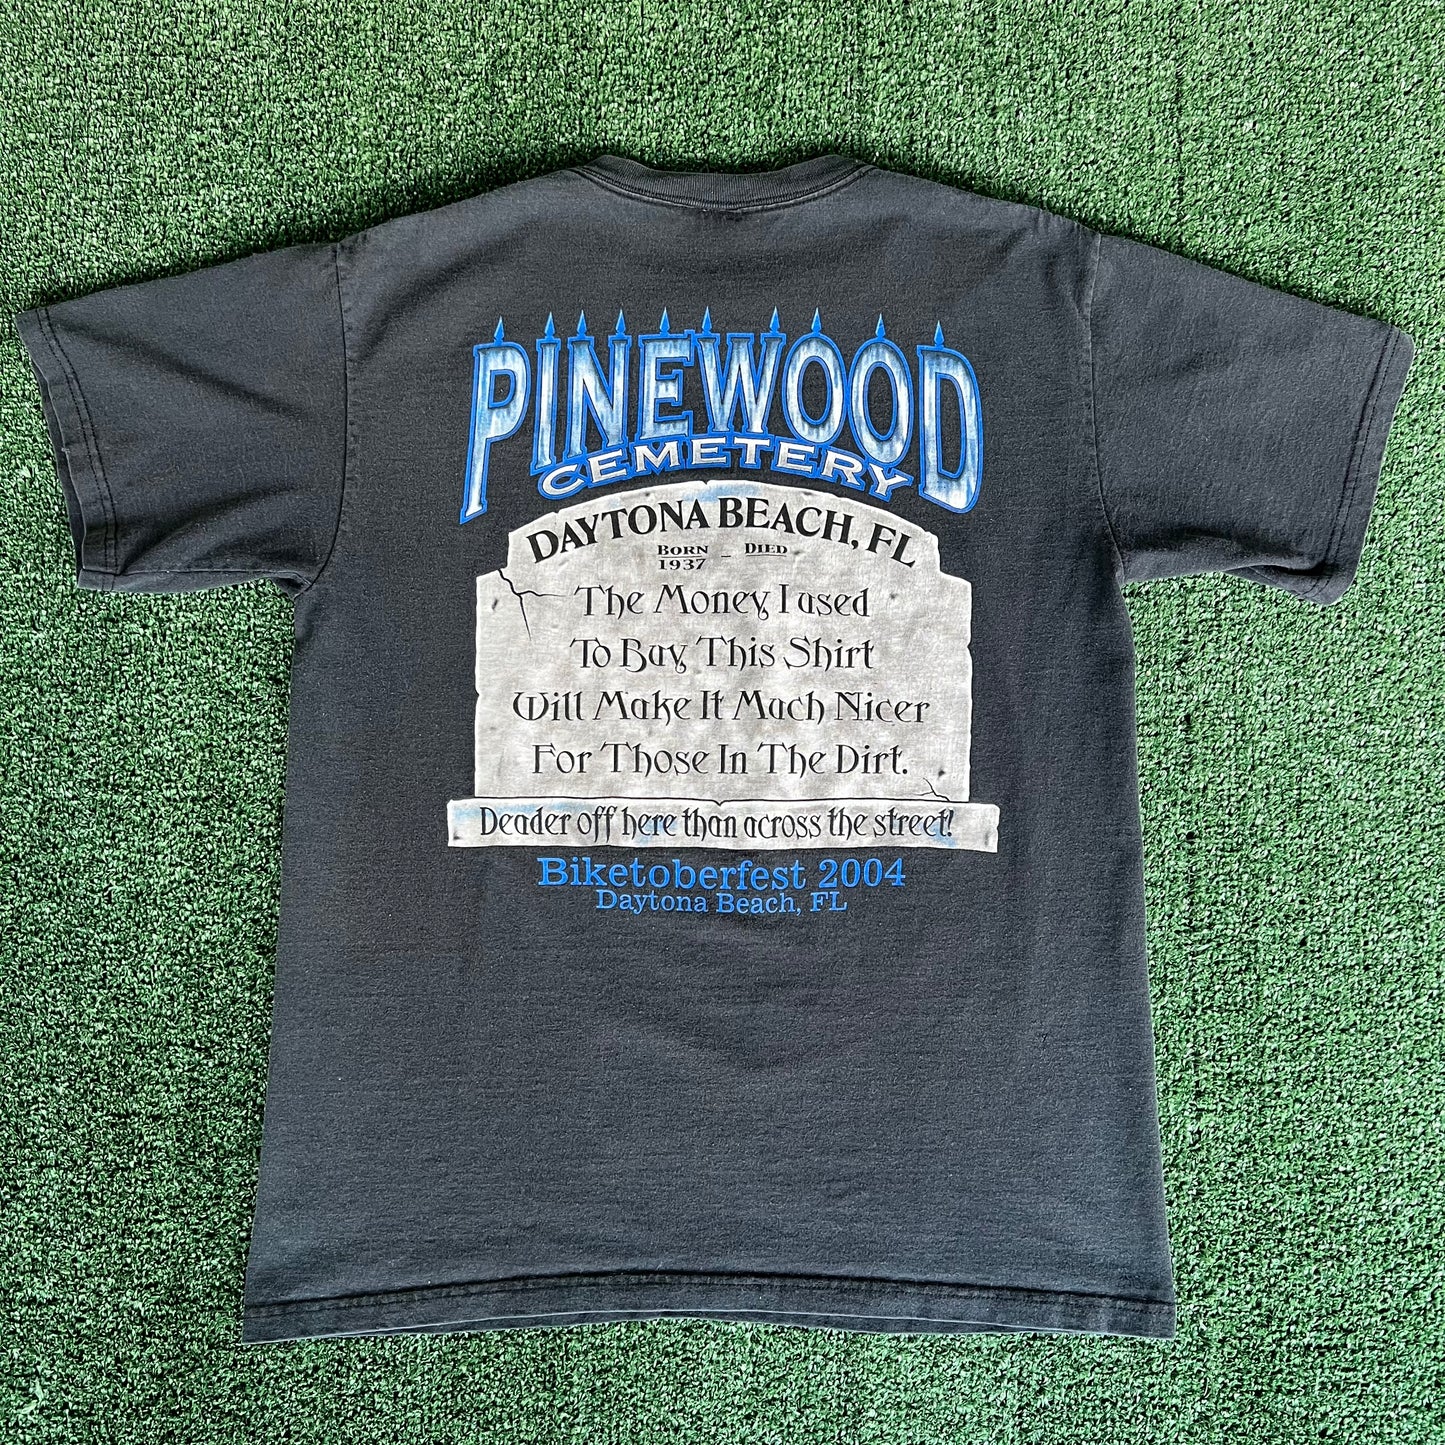 PINEWOOD
CEMETERY
DAYTONA BEACH, FL
BORN – DIED
1937
The Money I used
To Buy This Shirt
Will Make It Much Nicer
For Those In The Dirt.
Deader off here than across the street!
Biketoberfest 2004
Daytona Beach, FL